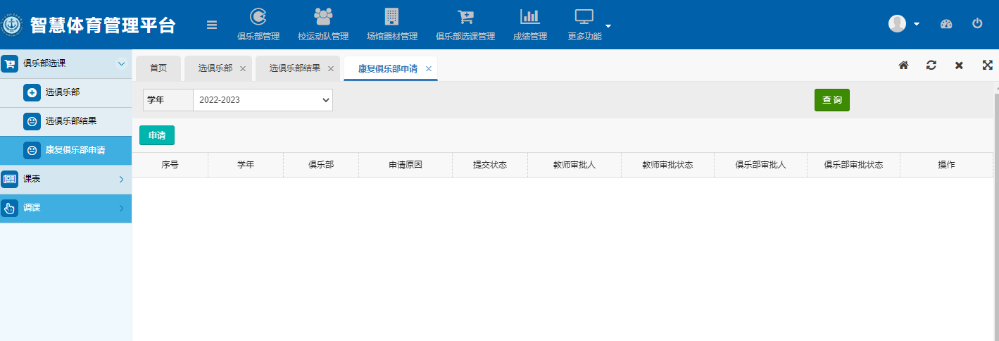 智慧体育管理平台
俱乐部管理
校运动队管理
场馆器材管理
俱乐部选课管理
成绩管理
更多功能
俱乐部选课
选俱乐部
选俱乐部结果
康复俱乐部申请
课表
调课
首页
选俱乐部
选俱乐部结果
康复俱乐部申请
学年
2022-2023
查 询
申请
序号 学年 俱乐部 申请原因 提交状态 教师审批人 教师审批状态 俱乐部审批人 俱乐部审批状态 操作